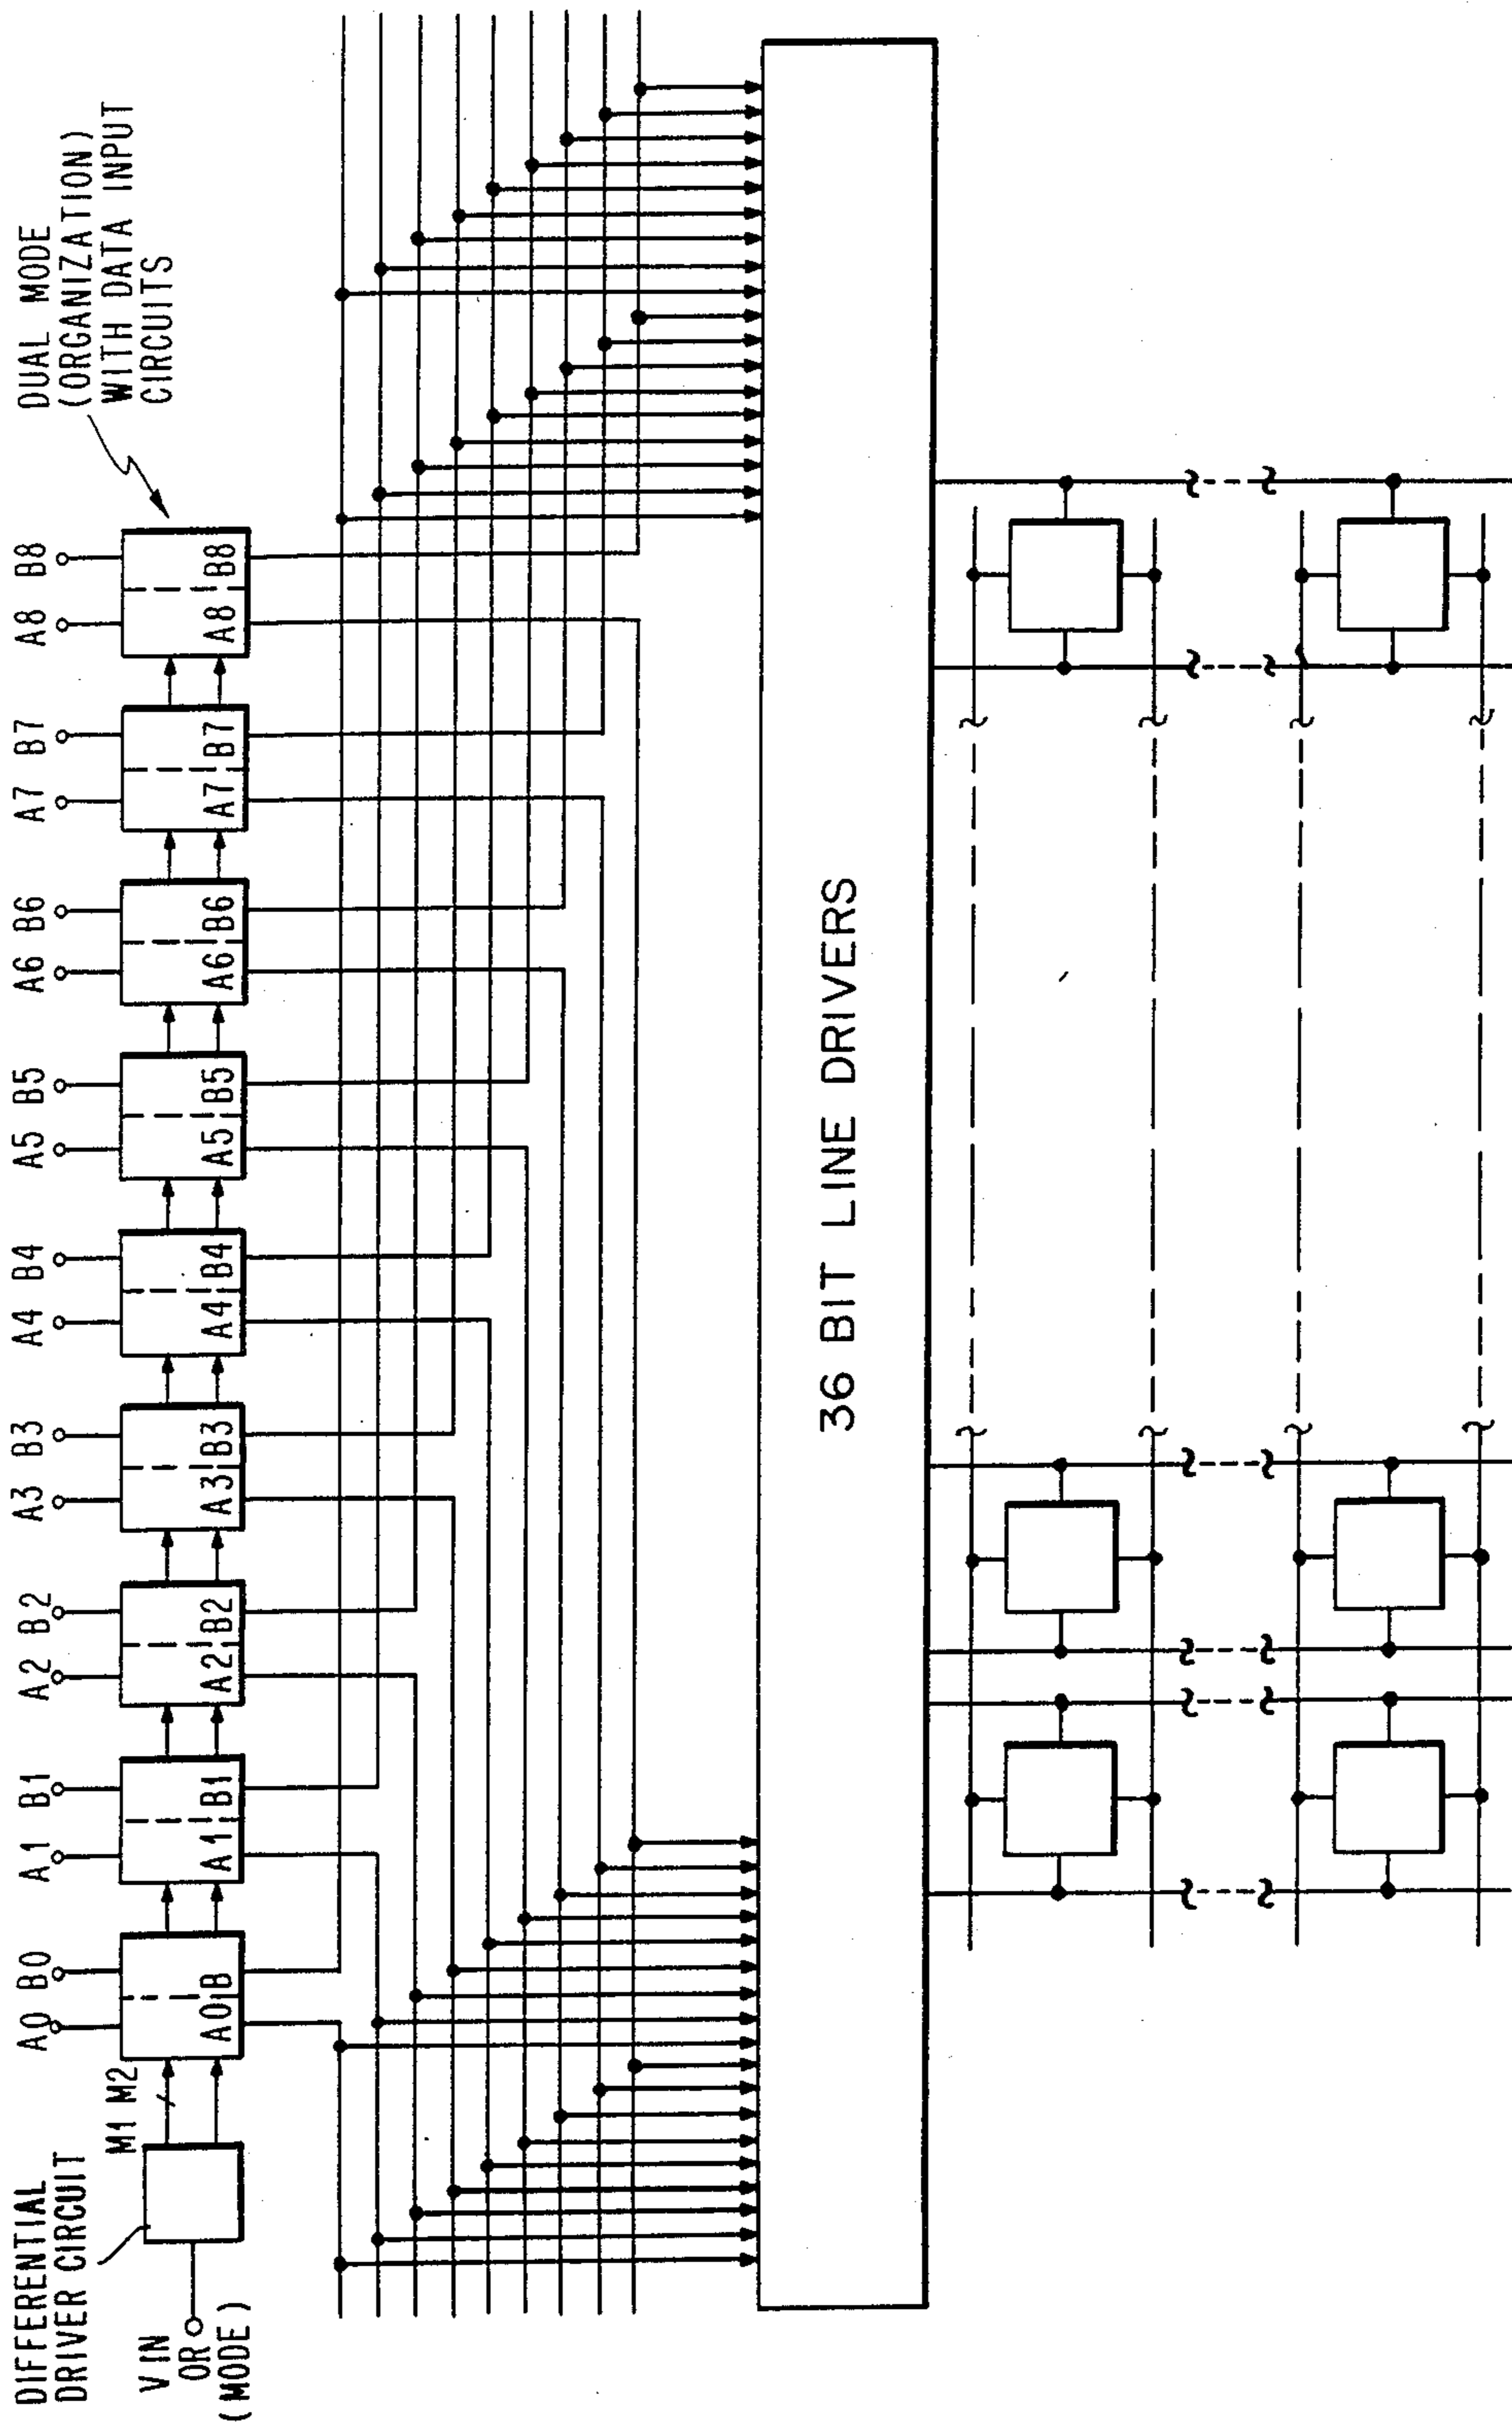 DUAL MODE
(ORGANIZATION)
WITH DATA INPUT
CIRCUITS
A0 B0 A1 B1 A2 B2 A3 B3 A4 B4 A5 B5 A6 B6 A7 B7 A8 B8
DIFFERENTIAL
DRIVER CIRCUIT
M1 M2
A0 B A1 B1 A2 B2 A3 B3 A4 B4 A5 B5 A6 B6 A7 B7 A8 B8
V IN
OR
(MODE)
36 BIT LINE DRIVERS